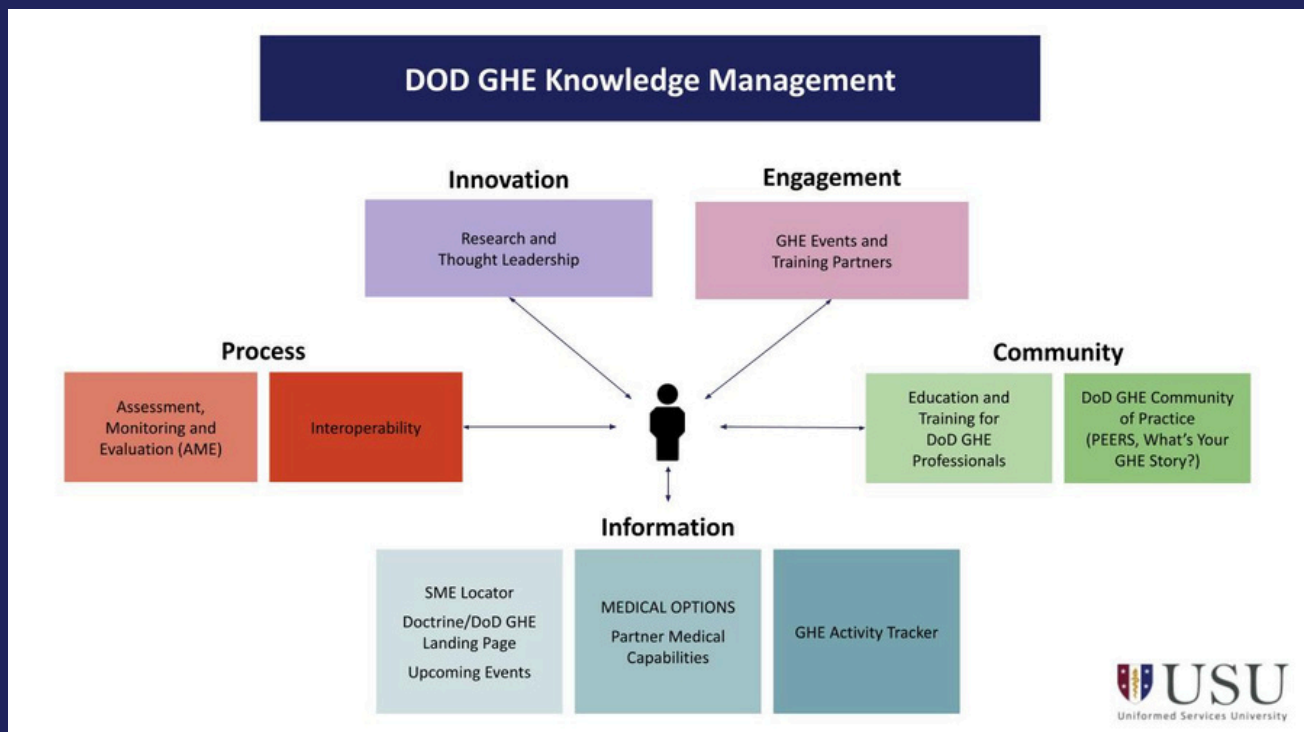 DOD GHE Knowledge Management
Innovation
Research and
Thought Leadership
Engagement
GHE Events and
Training Partners
Process
Assessment,
Monitoring and
Evaluation (AME)
Interoperability
Community
Education and
Training for
DoD GHE
Professionals
DoD GHE Community
of Practice
(PEERS, What's Your
GHE Story?)
Information
SME Locator
Doctrine/DoD GHE
Landing Page
Upcoming Events
MEDICAL OPTIONS
Partner Medical
Capabilities
GHE Activity Tracker
USU
Uniformed Services University